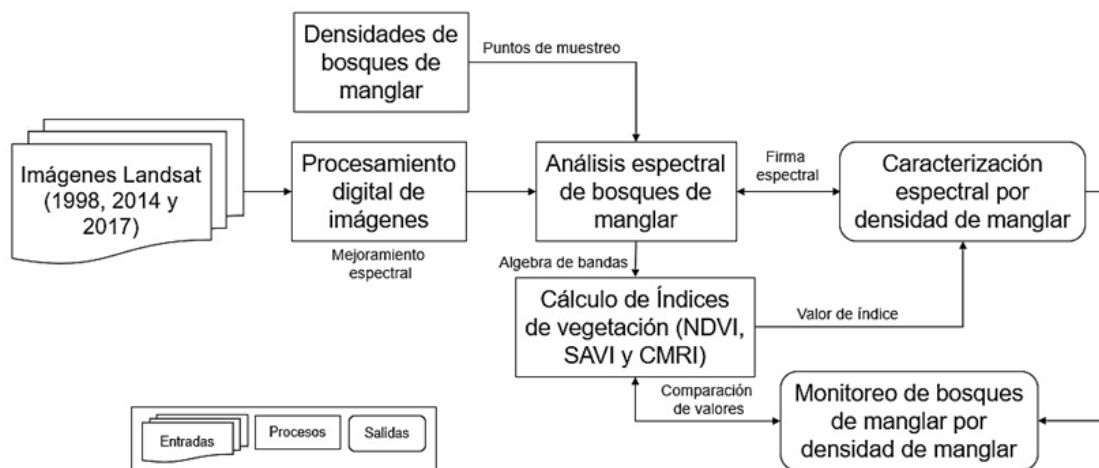 Densidades de
bosques de
manglar
Puntos de muestreo
Imágenes Landsat
(1998, 2014 y
2017)
Procesamiento
digital de
imágenes
Mejoramiento
espectral
Análisis espectral
de bosques de
manglar
Firma
espectral
Caracterización
espectral por
densidad de manglar
Algebra de bandas
Cálculo de Índices
de vegetación (NDVI,
SAVI y CMRI)
Valor de índice
Comparación
de valores
Monitoreo de bosques
de manglar por
densidad de manglar
Entradas
Procesos
Salidas